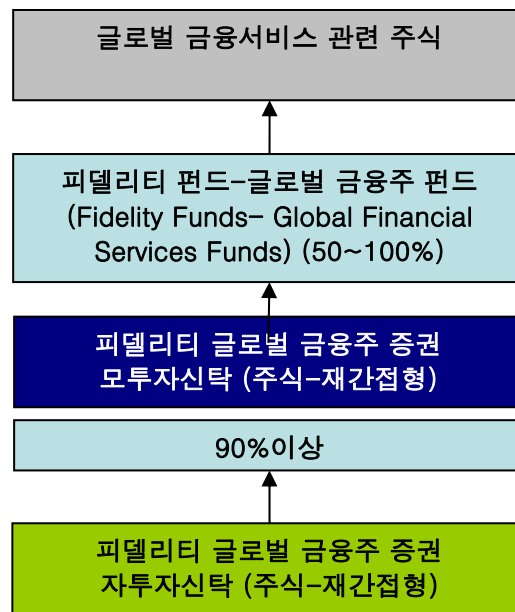 글로벌 금융서비스 관련 주식
피델리티 펀드-글로벌 금융주 펀드
(Fidelity Funds- Global Financial
Services Funds) (50~100%)
피델리티 글로벌 금융주 증권
모투자신탁 (주식-재간접형)
90%이상
피델리티 글로벌 금융주 증권
자투자신탁 (주식-재간접형)